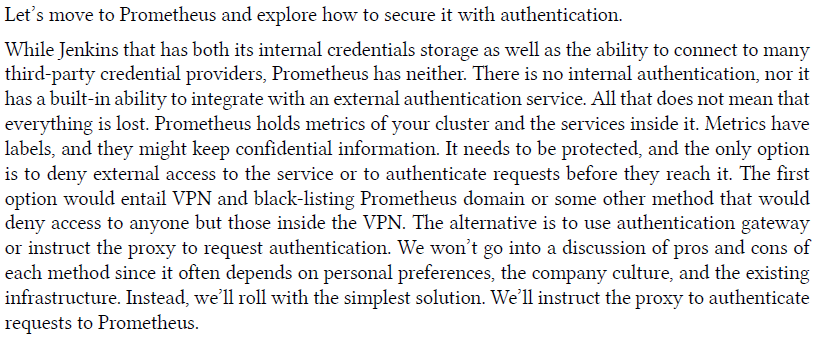 Let’s move to Prometheus and explore how to secure it with authentication.
While Jenkins that has both its internal credentials storage as well as the ability to connect to many
third-party credential providers, Prometheus has neither. There is no internal authentication, nor it
has a built-in ability to integrate with an external authentication service. All that does not mean that
everything is lost. Prometheus holds metrics of your cluster and the services inside it. Metrics have
labels, and they might keep confidential information. It needs to be protected, and the only option
is to deny external access to the service or to authenticate requests before they reach it. The first
option would entail VPN and black-listing Prometheus domain or some other method that would
deny access to anyone but those inside the VPN. The alternative is to use authentication gateway
or instruct the proxy to request authentication. We won’t go into a discussion of pros and cons of
each method since it often depends on personal preferences, the company culture, and the existing
infrastructure. Instead, we’ll roll with the simplest solution. We’ll instruct the proxy to authenticate
requests to Prometheus.